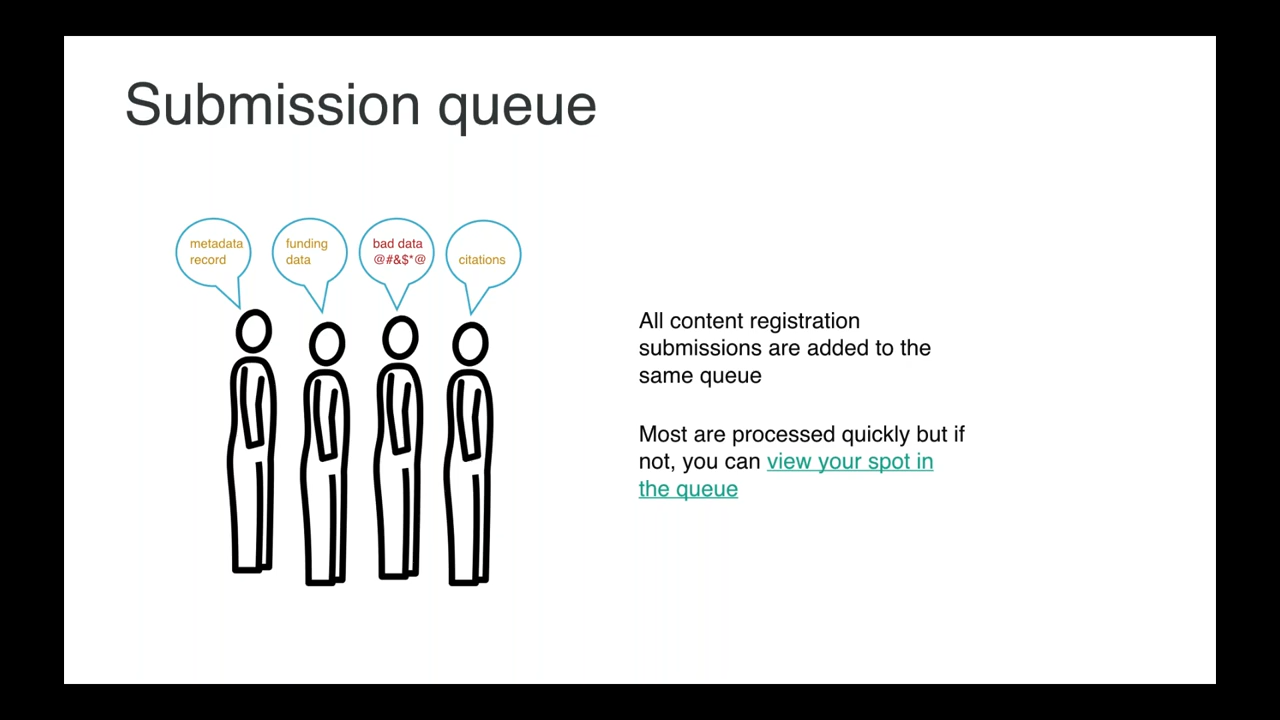 Submission queue
metadata
record
funding
data
bad data
@#&$*@
citations
All content registration
submissions are added to the
same queue
Most are processed quickly but if
not, you can view your spot in
the queue